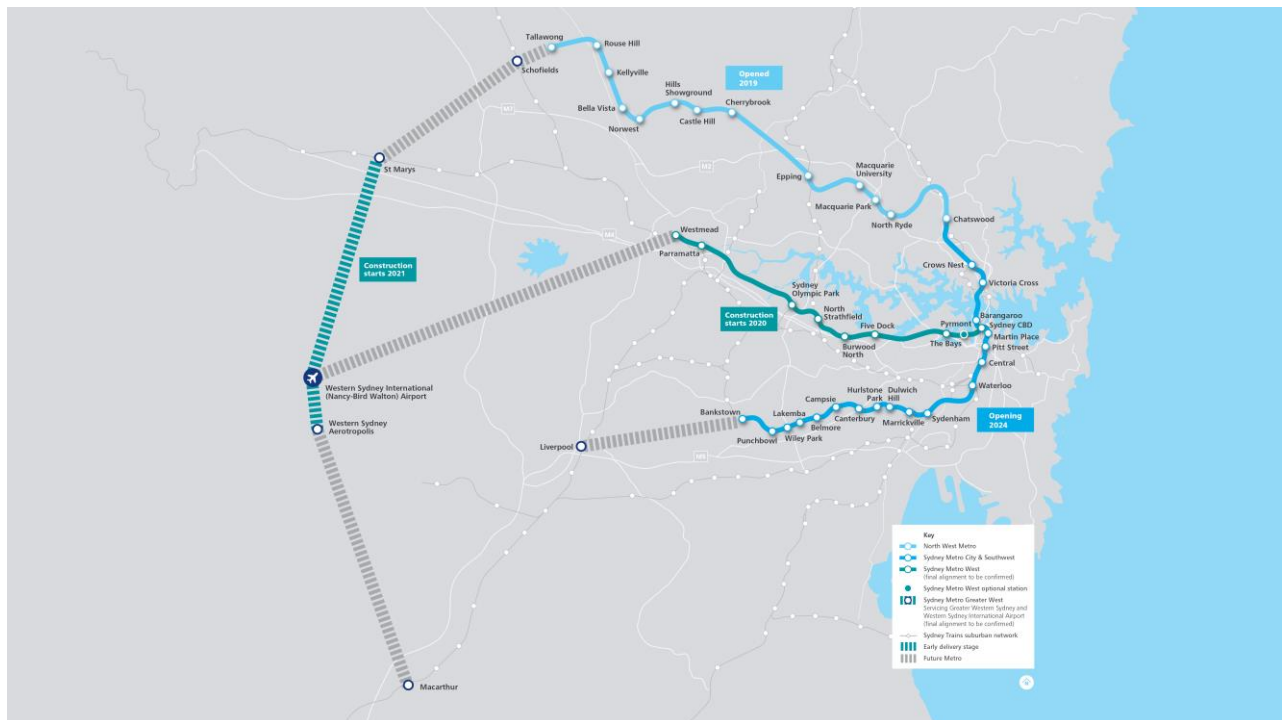 Tallawong
Rouse Hill
Schofields
Kellyville
Opened
2019
Hills
Showground
Bella Vista
Cherrybrook
Castle Hill
Norwest
M7
St Marys
M2
Macquarie
University
Epping
Macquarie Park
North Ryde
Chatswood
Westmead
M4
Parramatta
Construction
starts 2021
Crows Nest
Victoria Cross
Sydney
Olympic Park
North
Strathfield
Construction
starts 2020
Five Dock
Pyrmont
Barangaroo
Sydney CBD
Martin Place
Burwood
North
The Bays
Pitt Street
Central
Western Sydney International
(Nancy-Bird Walton) Airport
Waterloo
Hurlstone
Park
Dulwich
Hill
Campsie
Bankstown
Lakemba
Canterbury
Sydenham
Marrickville
Belmore
Wiley Park
Punchbowl
Opening
2024
Western Sydney
Aerotropolis
Liverpool
M5
Macarthur
Key
North West Metro
Sydney Metro City & Southwest
Sydney Metro West
(final alignment to be confirmed)
Sydney Metro West optional station
Sydney Metro Greater West
Servicing Greater Western Sydney and
Western Sydney International Airport
(final alignment to be confirmed)
Sydney Trains suburban network
Early delivery stage
Future Metro